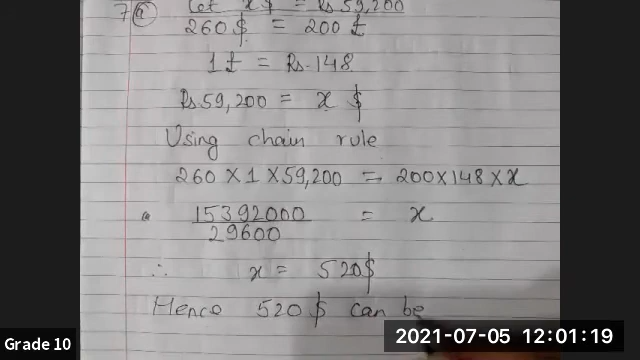 7(a) Let x $ = Rs 59,200
260 $ = 200 £
1 £ = Rs. 148
Rs. 59,200 = x $
Using chain rule
260 × 1 × 59,200 = 200 × 148 × x
15392000 = x
29600
∴ x = 520 $
Hence 520 $ can be
Grade 10
2021-07-05 12:01:19